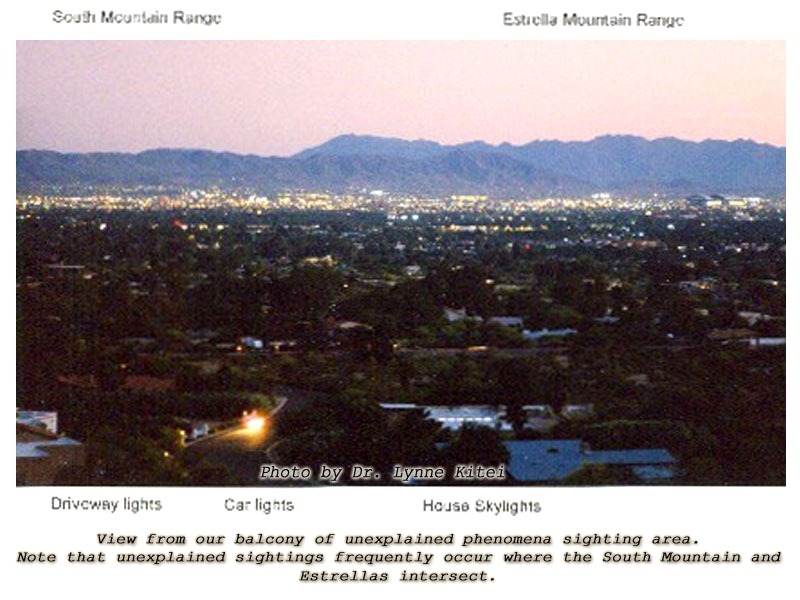 South Mountain Range
Estrella Mountain Range
Photo by Dr. Lynne Kitei
Driveway lights
Car lights
House Skylights
View from our balcony of unexplained phenomena sighting area.
Note that unexplained sightings frequently occur where the South Mountain and
Estrellas intersect.